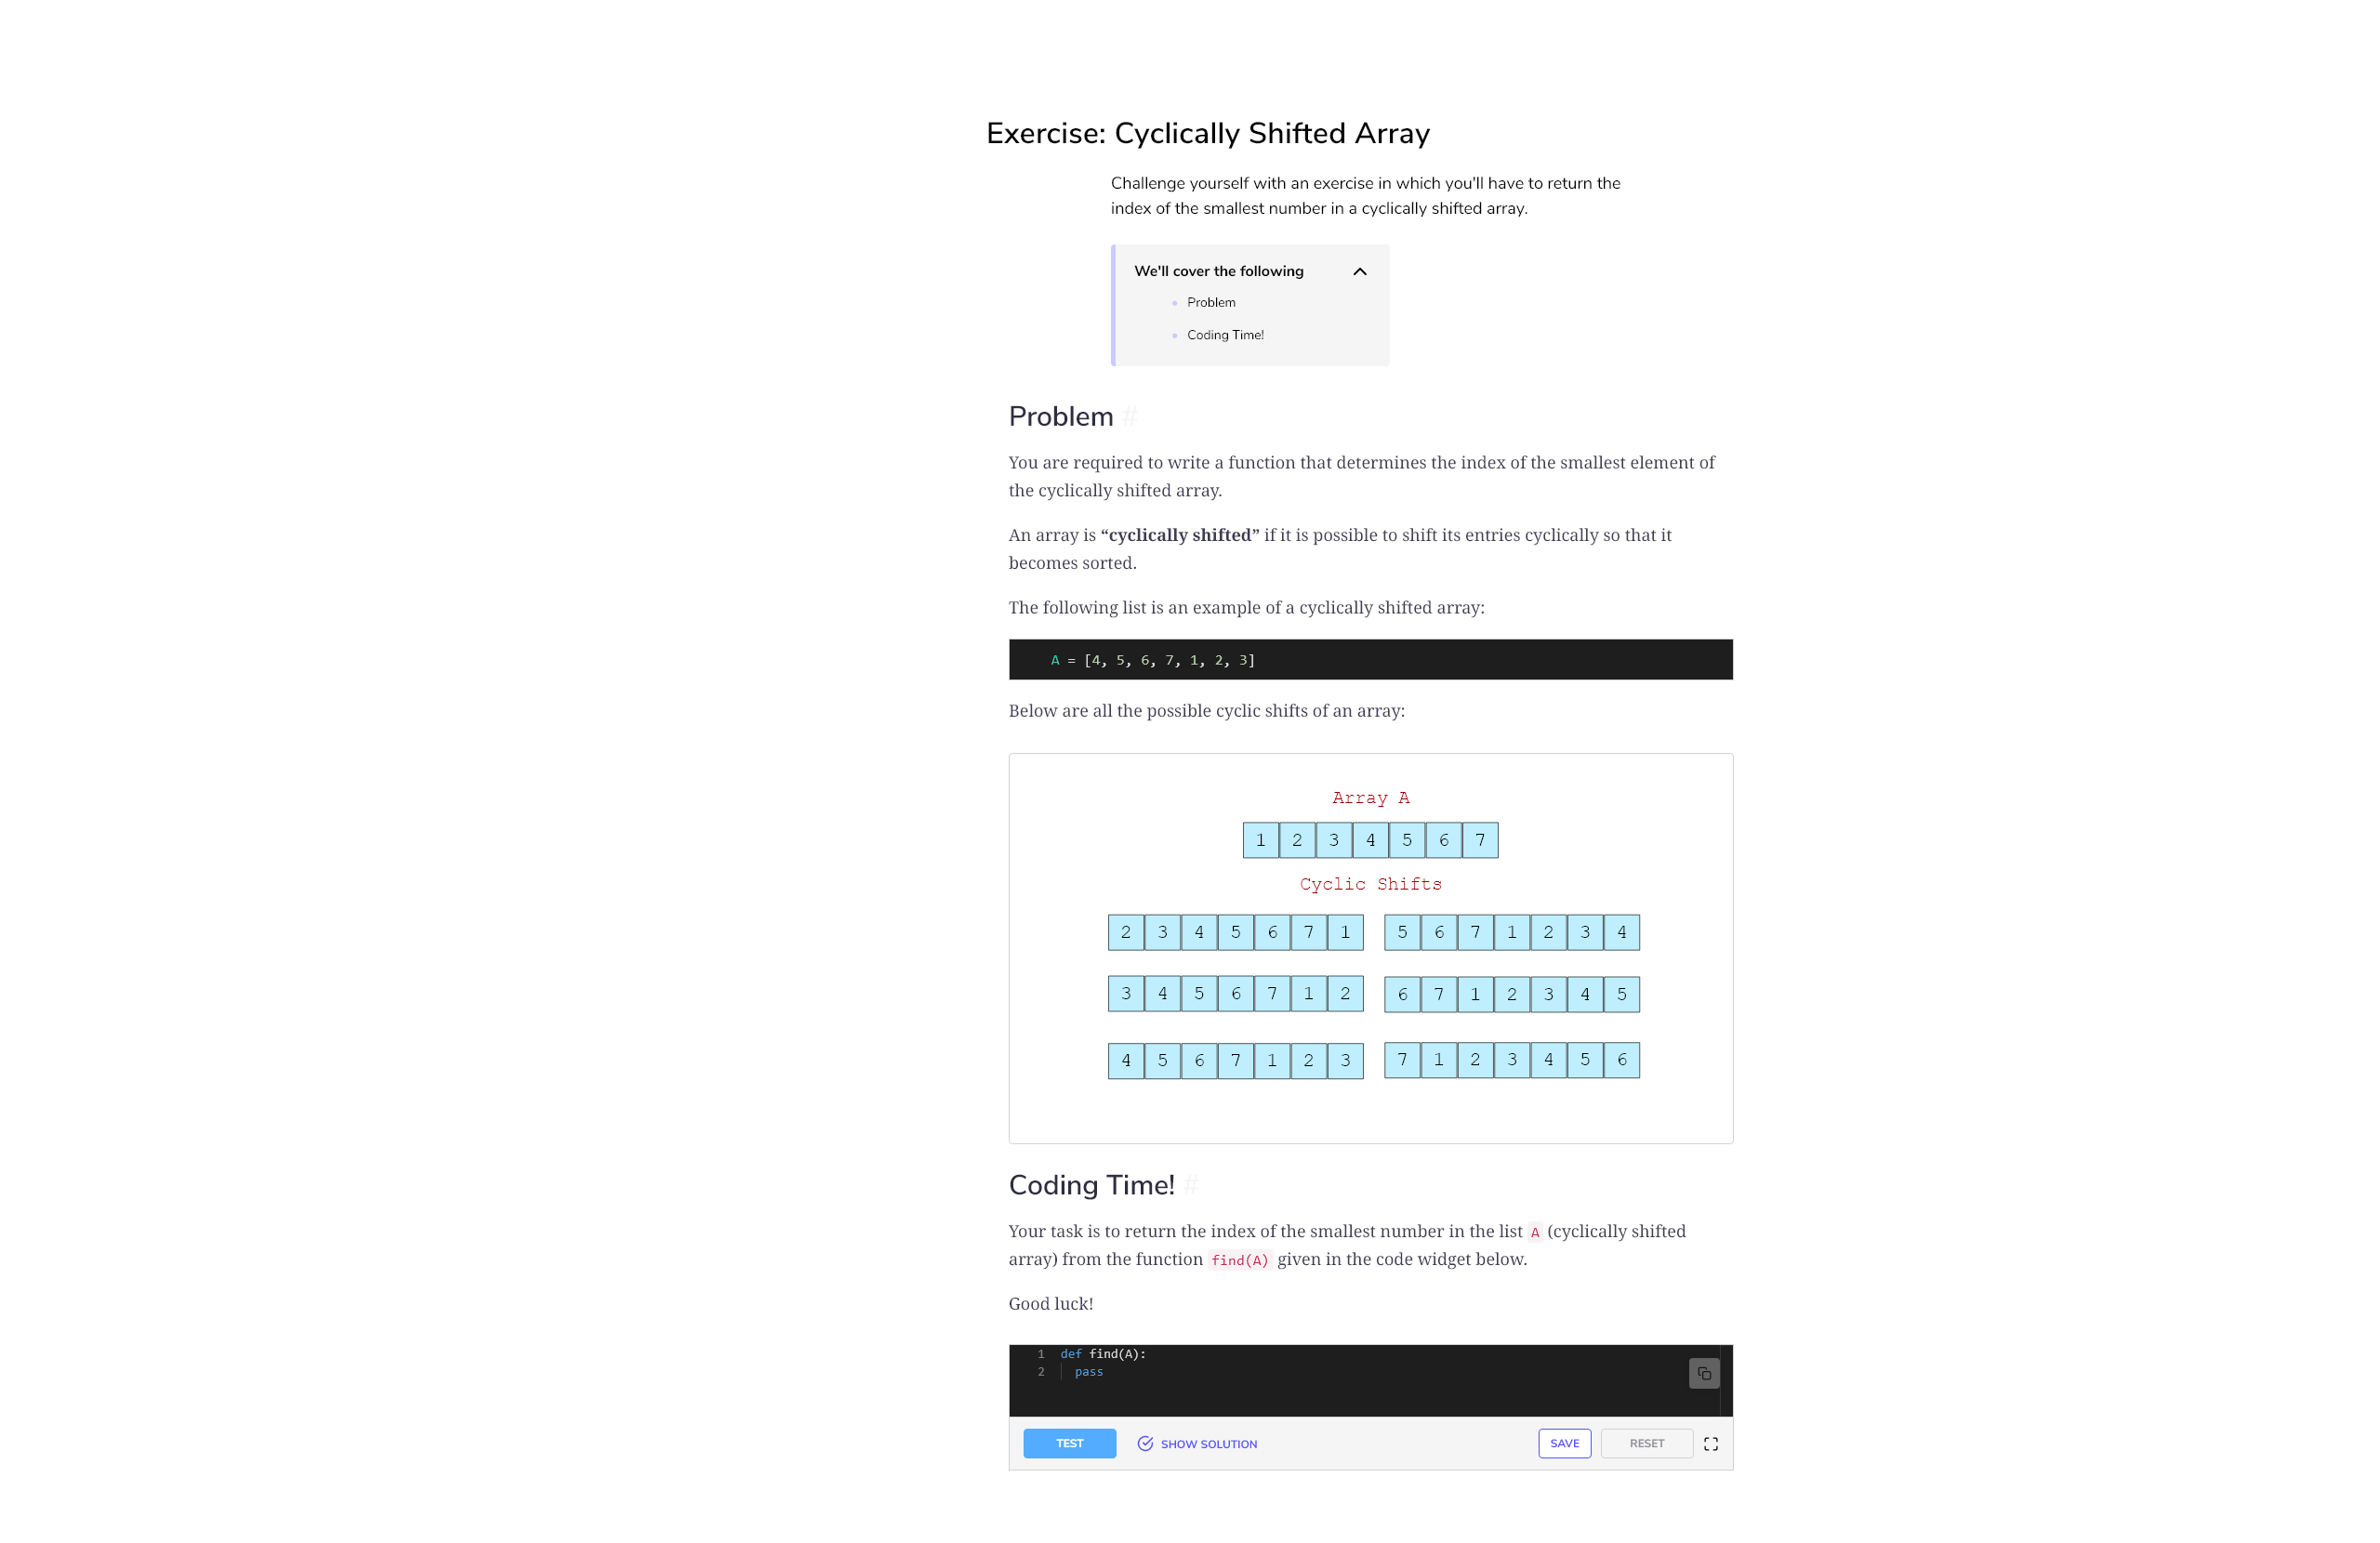 Exercise: Cyclically Shifted Array
Challenge yourself with an exercise in which you'll have to return the
index of the smallest number in a cyclically shifted array.
We'll cover the following
Problem
Coding Time!
Problem #
You are required to write a function that determines the index of the smallest element of
the cyclically shifted array.
An array is “cyclically shifted” if it is possible to shift its entries cyclically so that it
becomes sorted.
The following list is an example of a cyclically shifted array:
A = [4, 5, 6, 7, 1, 2, 3]
Below are all the possible cyclic shifts of an array:
Array A
1 2 3 4 5 6 7
Cyclic Shifts
2 3 4 5 6 7 1 5 6 7 1 2 3 4
3 4 5 6 7 1 2 6 7 1 2 3 4 5
4 5 6 7 1 2 3 7 1 2 3 4 5 6
Coding Time! #
Your task is to return the index of the smallest number in the list A (cyclically shifted
array) from the function find(A) given in the code widget below.
Good luck!
1 def find(A):
2 pass
TEST SHOW SOLUTION SAVE RESET